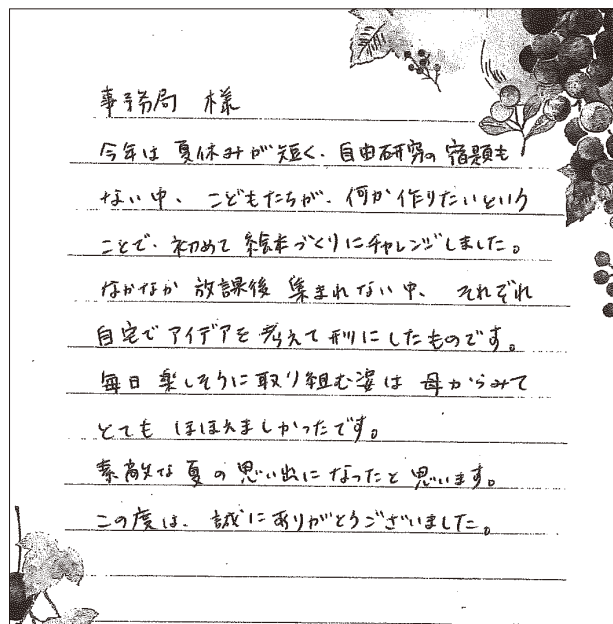 事務局 様
今年は 夏休みが短く、自由研究の宿題も
ない中、こどもたちが、何か作りたいという
ことで、初めて 絵本づくりにチャレンジしました。
なかなか 放課後 集まれない中、それぞれ
自宅でアイデアを考えて形にしたものです。
毎日 楽しそうに取り組む姿は 母からみて
とても ほほえましかったです。
素敵な夏の思い出になったと思います。
この度は、誠にありがとうございました。